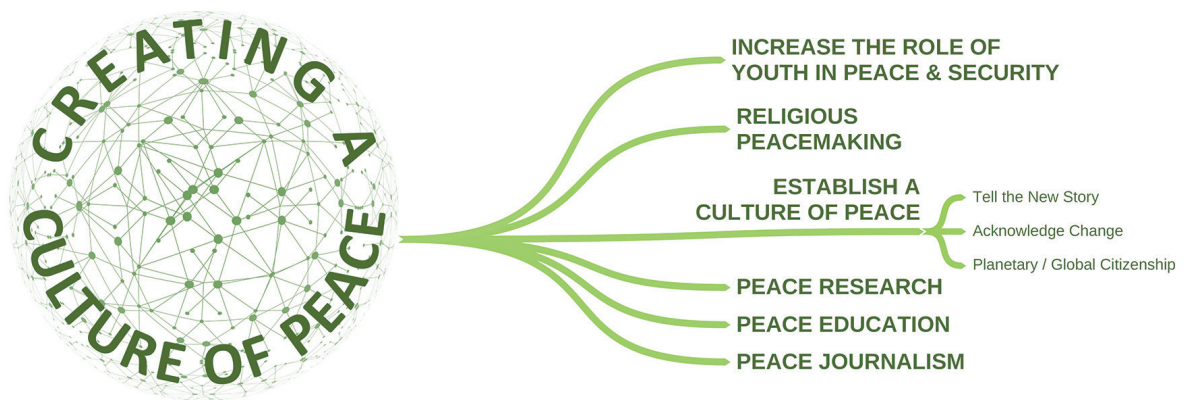 CREATING A
CULTURE OF PEACE
INCREASE THE ROLE OF
YOUTH IN PEACE & SECURITY
RELIGIOUS
PEACEMAKING
ESTABLISH A
CULTURE OF PEACE
Tell the New Story
Acknowledge Change
Planetary / Global Citizenship
PEACE RESEARCH
PEACE EDUCATION
PEACE JOURNALISM